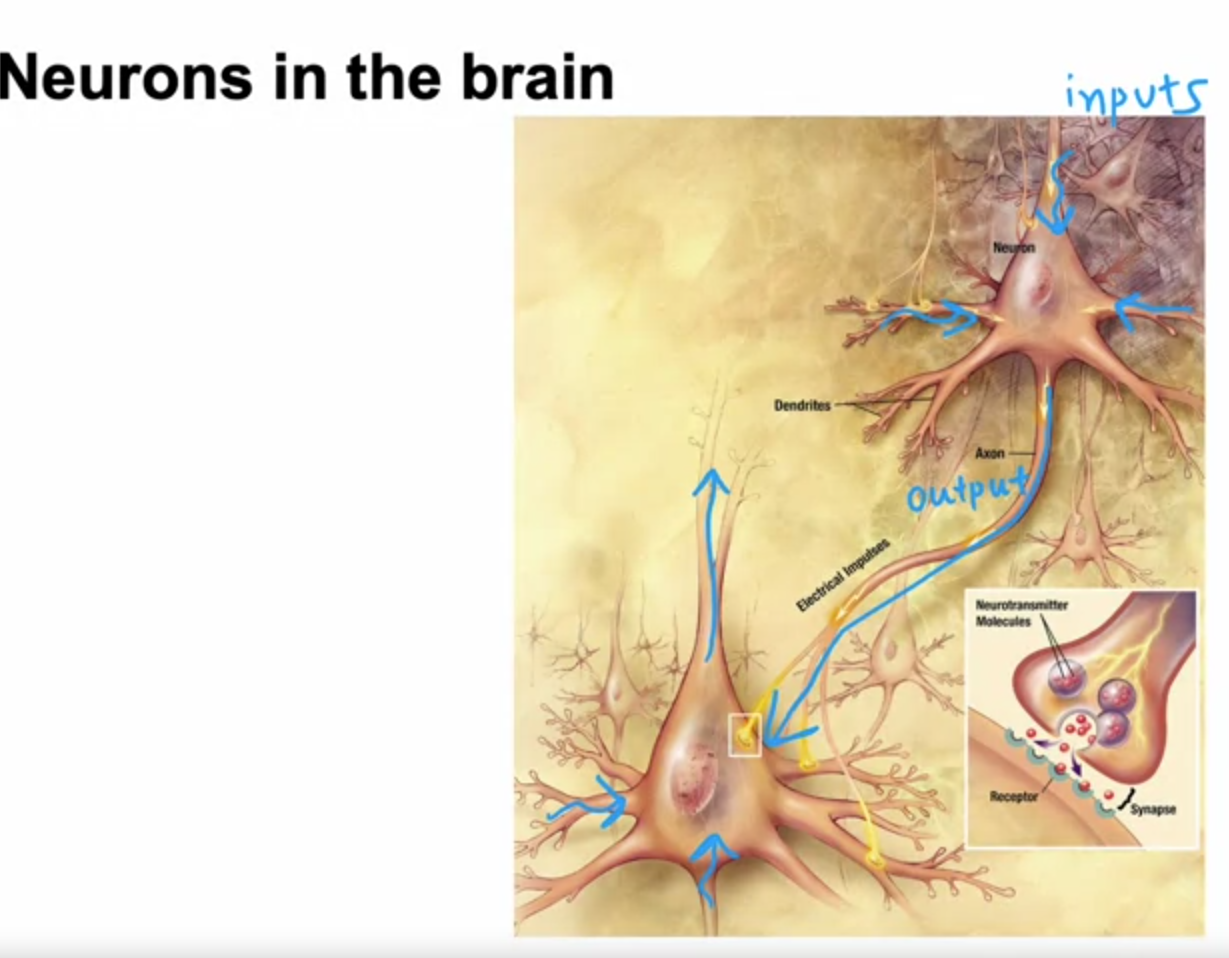 Neurons in the brain
inputs
Neuron
Dendrites
Axon
output
Electrical Impulses
Neurotransmitter
Molecules
Receptor
Synapse